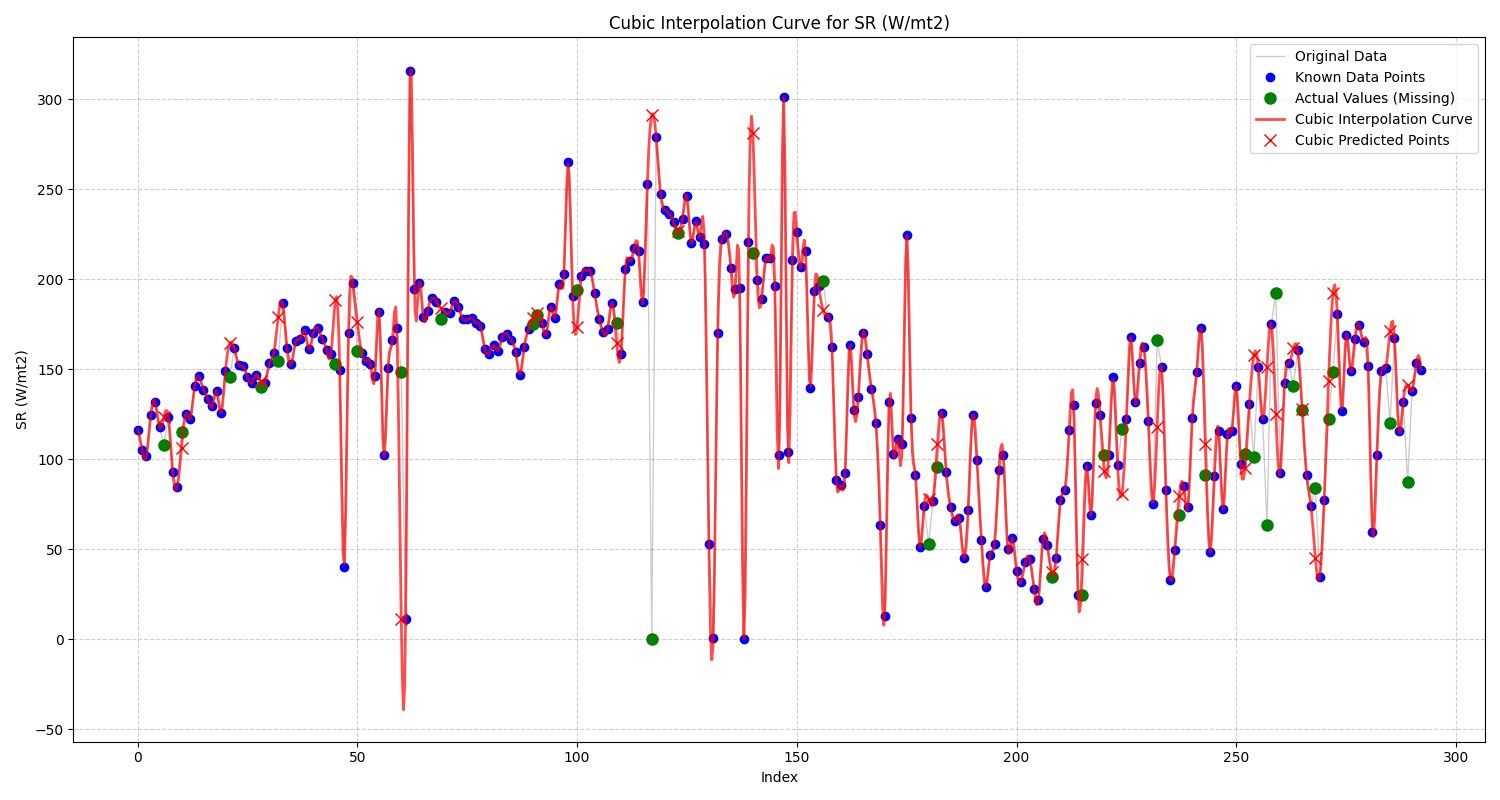 Cubic Interpolation Curve for SR (W/mt2)
Original Data
Known Data Points
Actual Values (Missing)
Cubic Interpolation Curve
Cubic Predicted Points
SR (W/mt2)
300
250
200
150
100
50
0
−50
0 50 100 150 200 250 300
Index